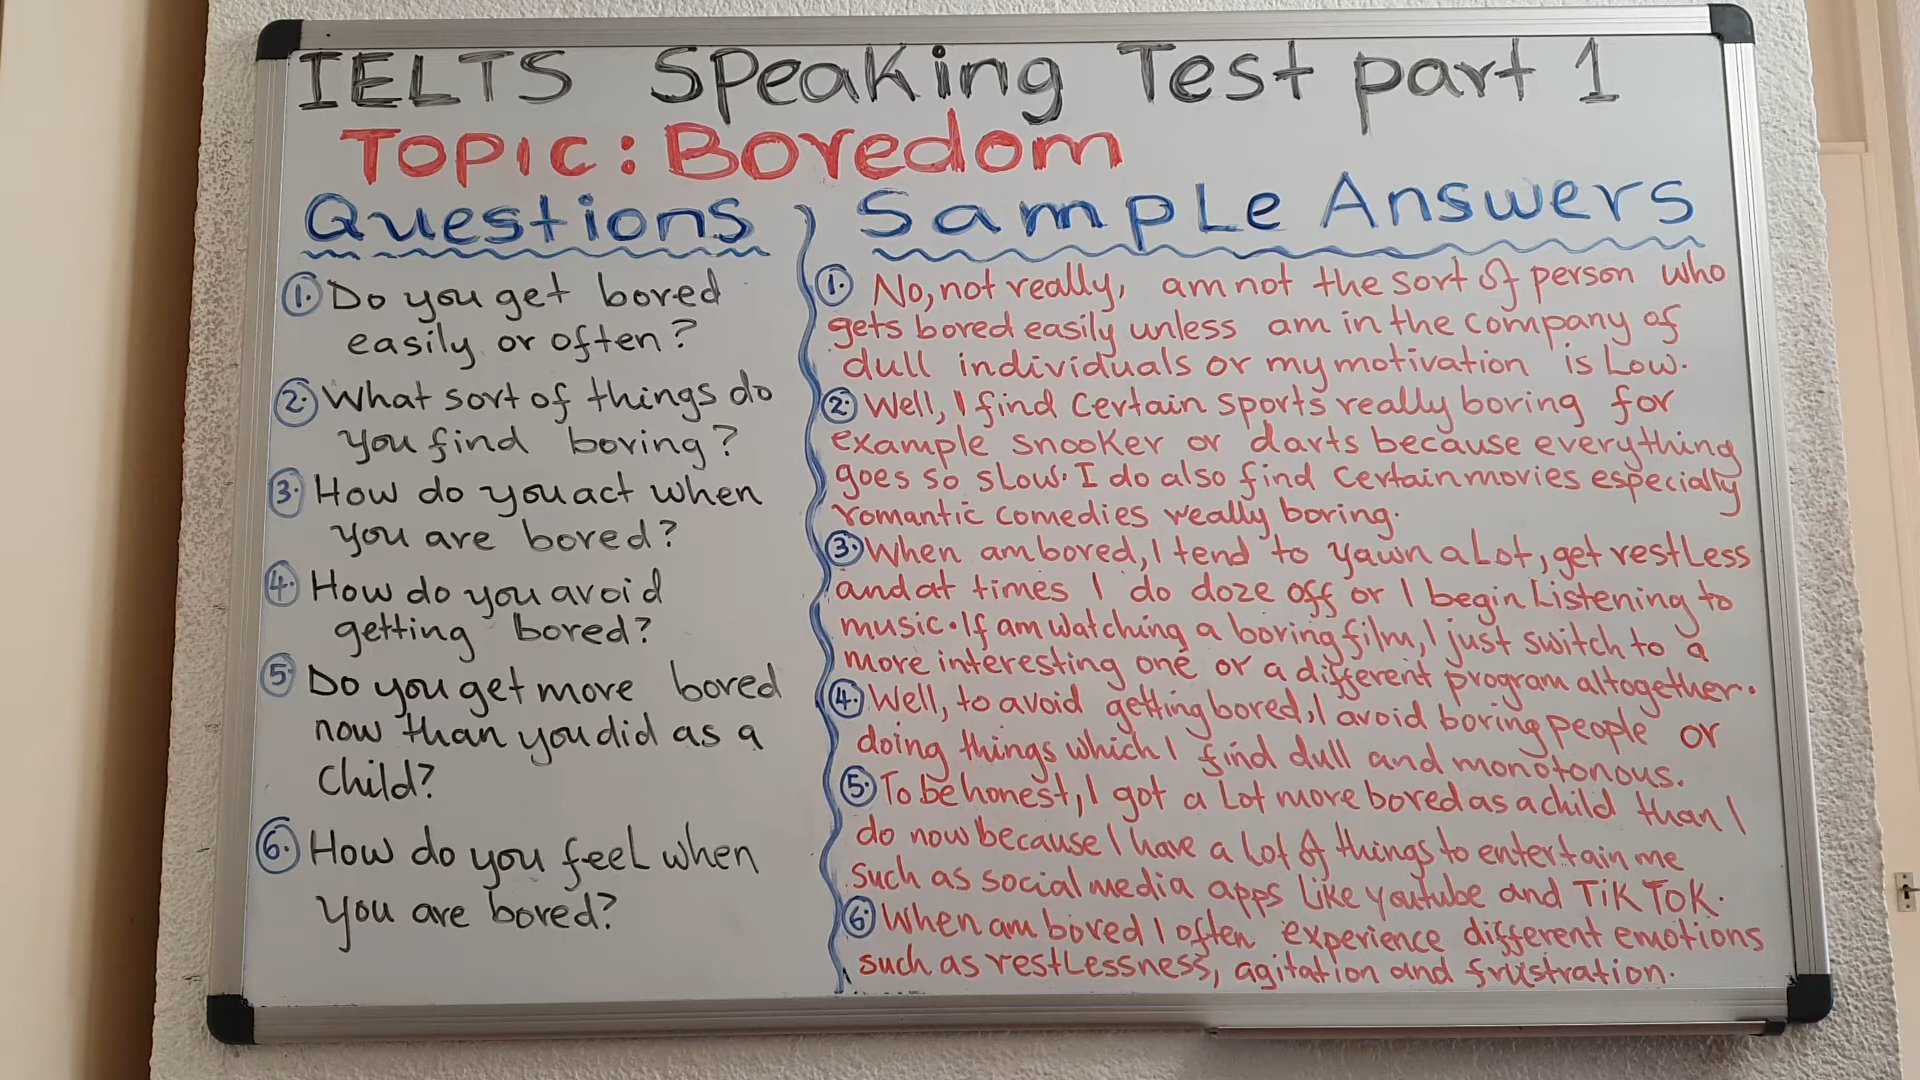 IELTS Speaking Test part 1
TOPIC: Boredom
Questions
1. Do you get bored
easily or often?
2. What sort of things do
you find boring?
3. How do you act when
you are bored?
4. How do you avoid
getting bored?
5. Do you get more bored
now than you did as a
child?
6. How do you feel when
you are bored?
Sample Answers
1. No, not really, am not the sort of person who
gets bored easily unless am in the company of
dull individuals or my motivation is Low.
2. Well, I find certain sports really boring for
example snooker or darts because everything
goes so slow. I do also find certain movies especially
romantic comedies really boring.
3. When am bored, I tend to yawn a Lot, get restless
and at times I do doze off or I begin Listening to
music. If am watching a boring film, I just switch to a
more interesting one or a different program altogether.
4. Well, to avoid getting bored, I avoid boring people or
doing things which I find dull and monotonous.
5. To be honest, I got a Lot more bored as a child than I
do now because I have a lot of things to entertain me
such as social media apps Like youtube and TikTok.
6. When am bored I often experience different emotions
such as restLessness, agitation and frustration.